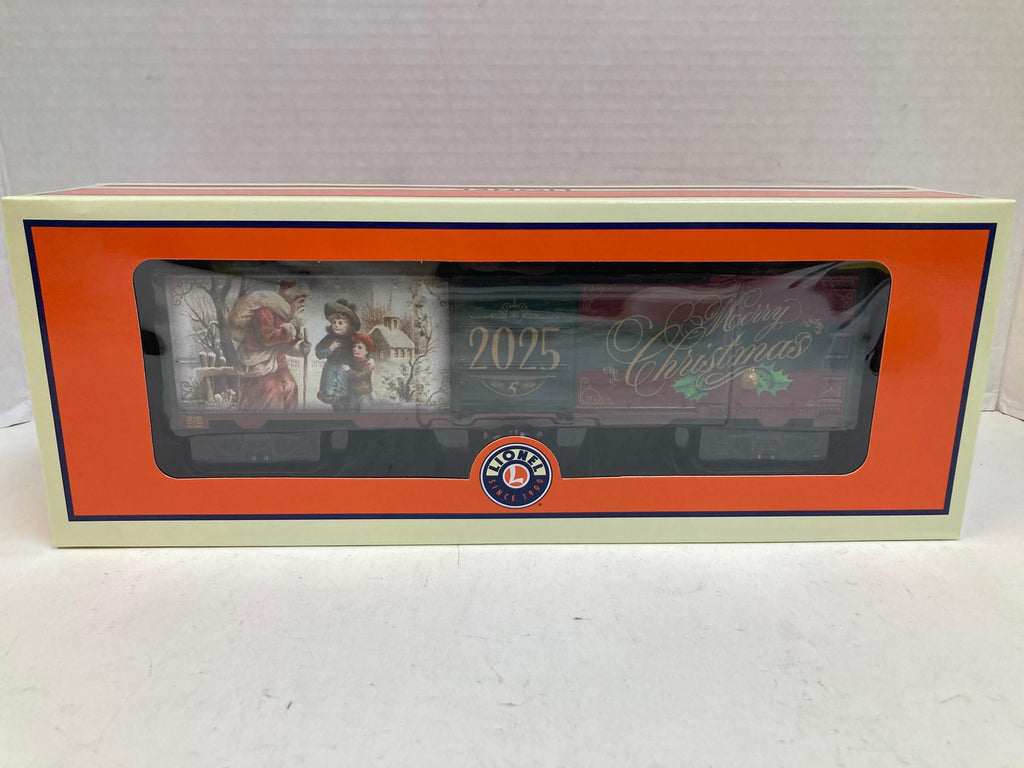 2025
Merry
Christmas
LIONEL
L
SINCE 1900